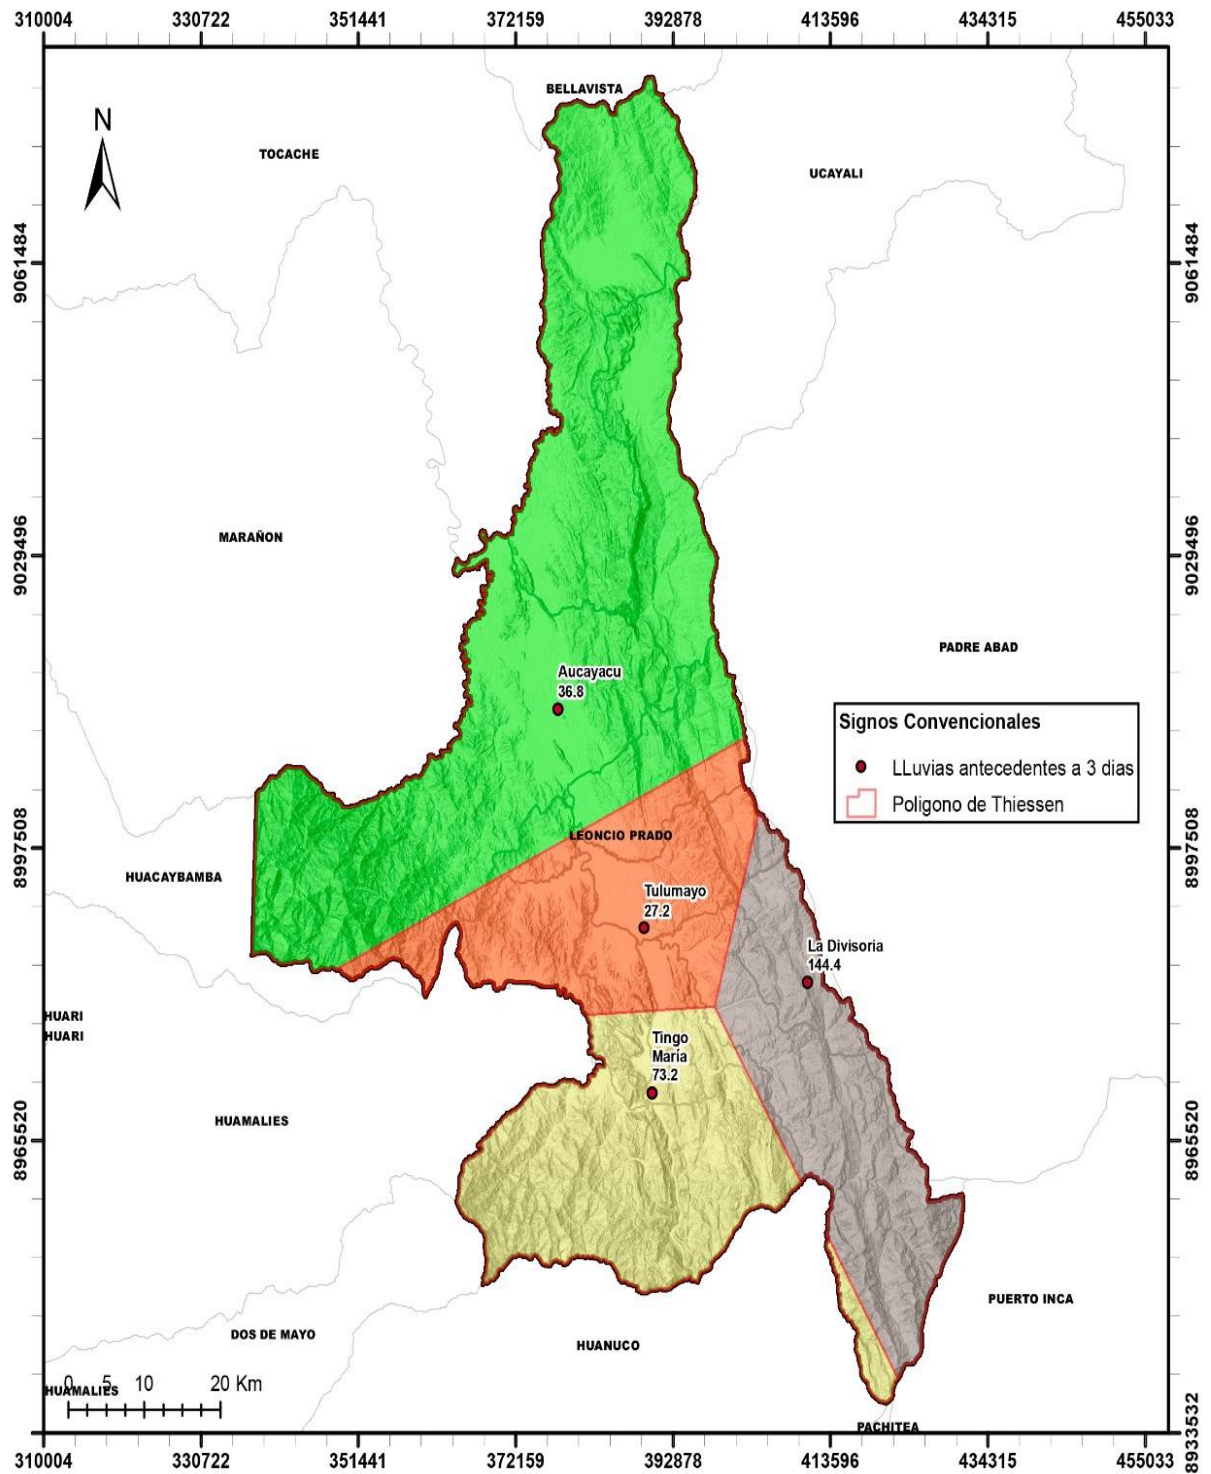 310004 330722 351441 372159 392878 413596 434315 455033
BELLAVISTA
N
TOCACHE
UCAYALI
9061484 9061484
MARAÑON
9029496 9029496
PADRE ABAD
Aucayacu
36.8
Signos Convencionales
LLuvias antecedentes a 3 dias
Poligono de Thiessen
LEONCIO PRADO
8997508 8997508
HUACAYBAMBA
Tulumayo
27.2
La Divisoria
144.4
HUARI
HUARI
Tingo
María
73.2
HUAMALIES
8965520 8965520
PUERTO INCA
DOS DE MAYO
HUANUCO
0 5 10 20 Km
HUAMALIES
PACHITEA
8933532
310004 330722 351441 372159 392878 413596 434315 455033